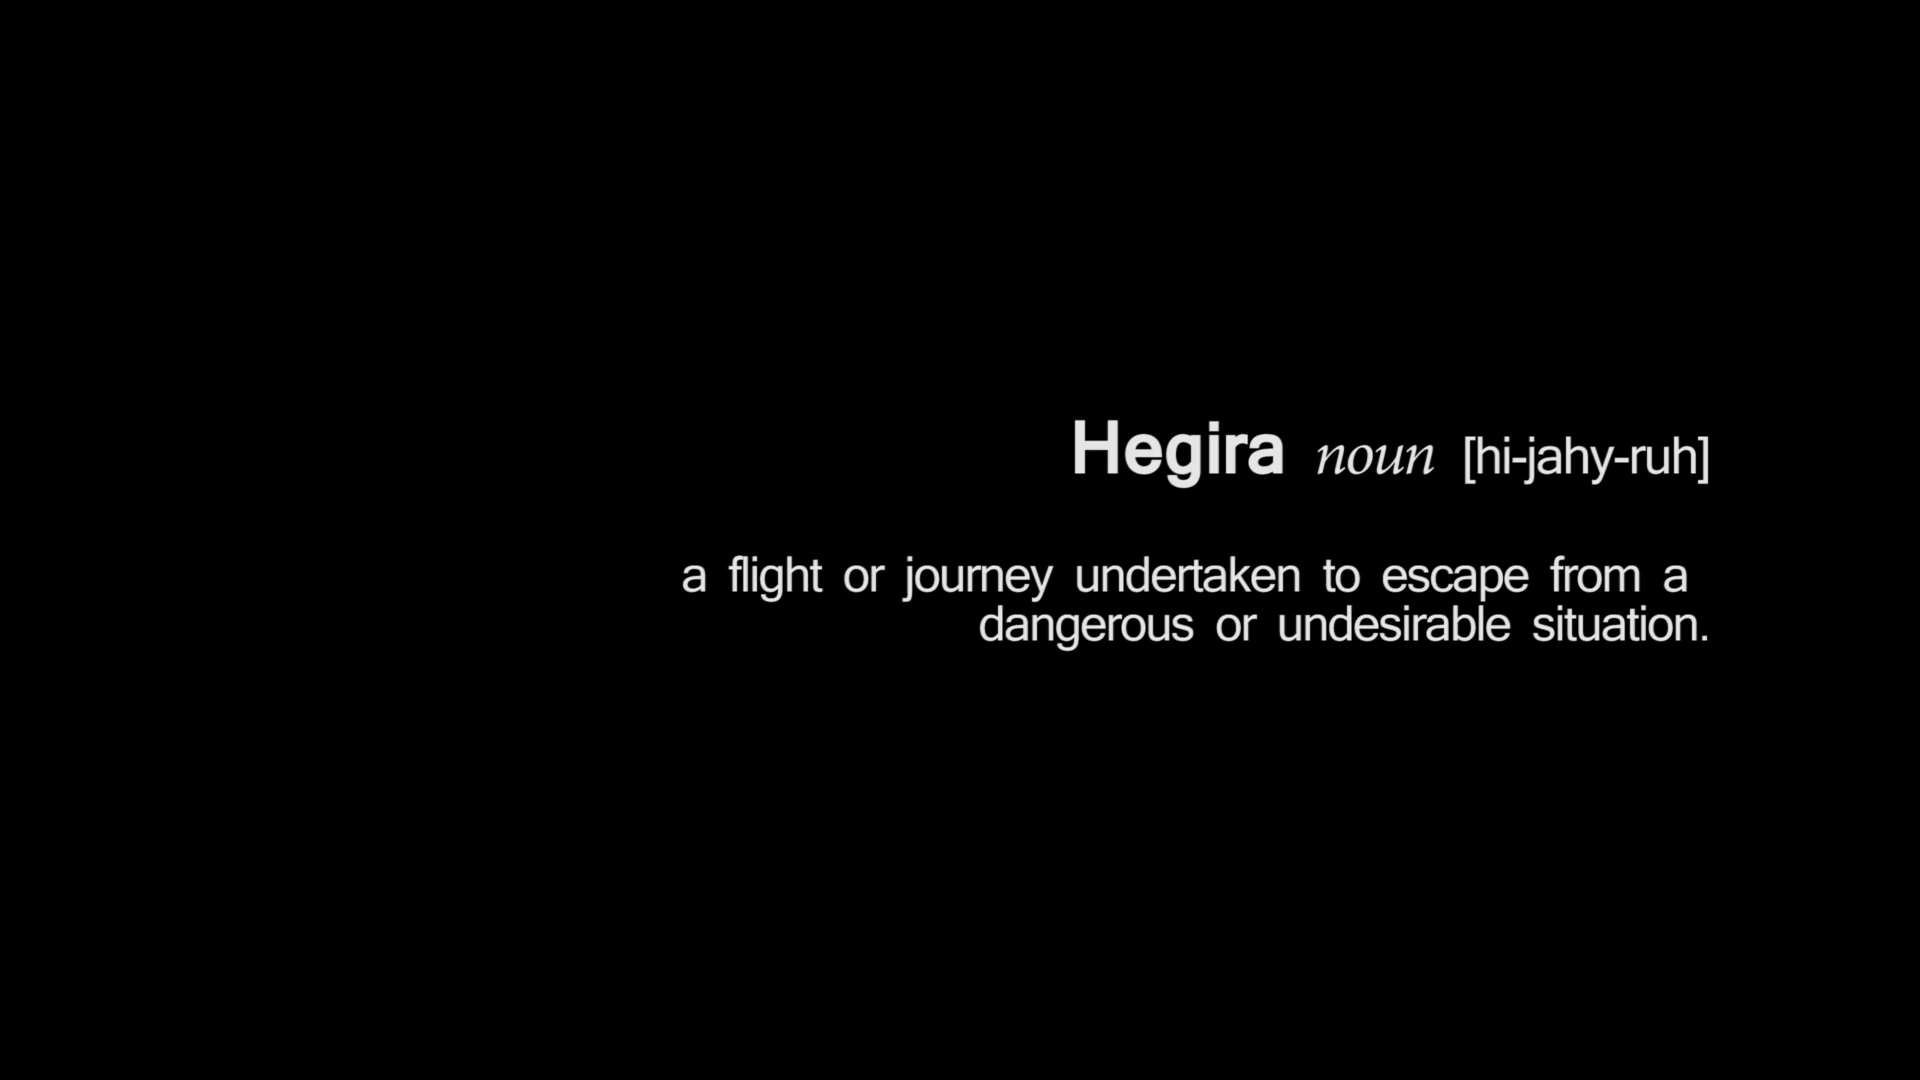 Hegira noun [hi-jahy-ruh]
a flight or journey undertaken to escape from a
dangerous or undesirable situation.